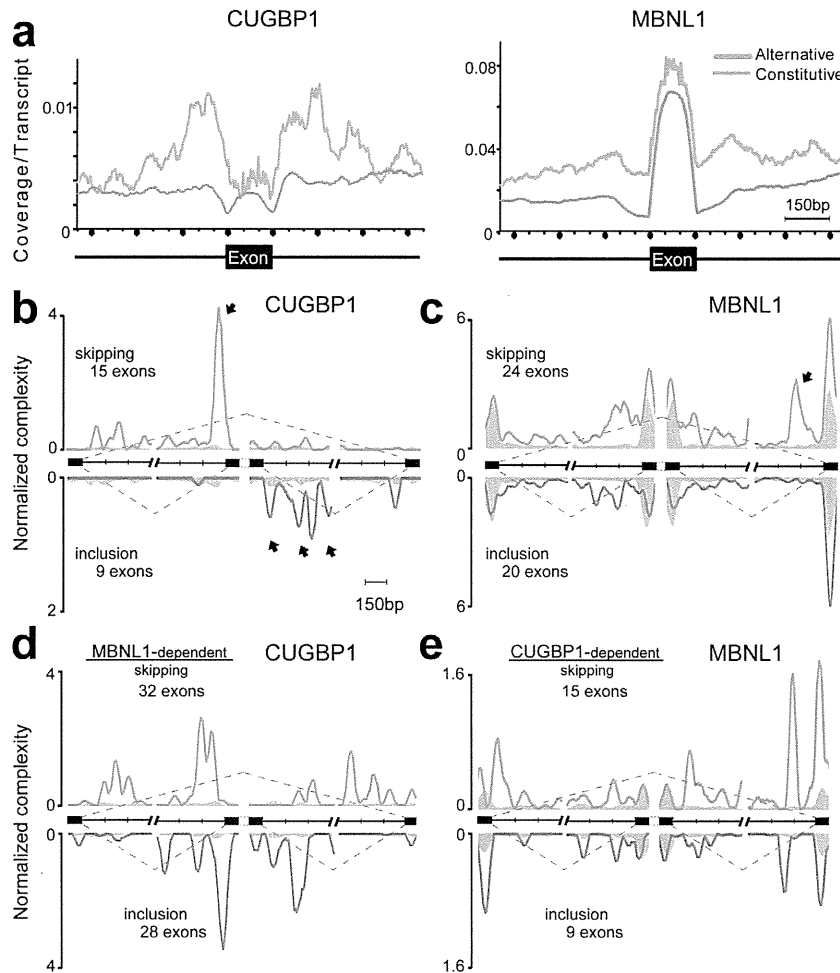 a
CUGBP1
MBNL1
Alternative
Constitutive
Coverage/Transcript
0.01
0
Exon
0.08
0.04
0
150bp
Exon
b
CUGBP1
Normalized complexity
4
skipping
15 exons
0
0
inclusion
9 exons
2
150bp
c
MBNL1
6
skipping
24 exons
0
0
inclusion
20 exons
6
d
MBNL1-dependent
CUGBP1
skipping
32 exons
Normalized complexity
4
0
0
inclusion
28 exons
4
e
CUGBP1-dependent
MBNL1
skipping
15 exons
1.6
0
0
inclusion
9 exons
1.6